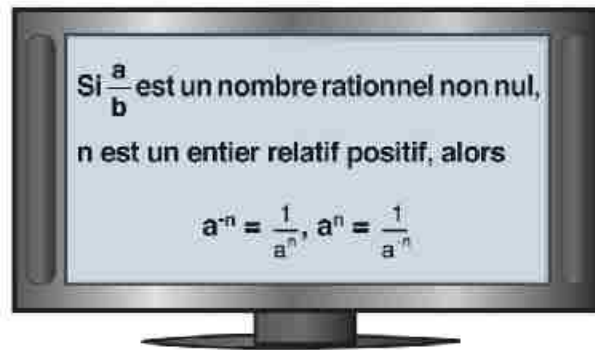 Si a/b est un nombre rationnel non nul,
n est un entier relatif positif, alors
a⁻ⁿ = 1/aⁿ, aⁿ = 1/a⁻ⁿ